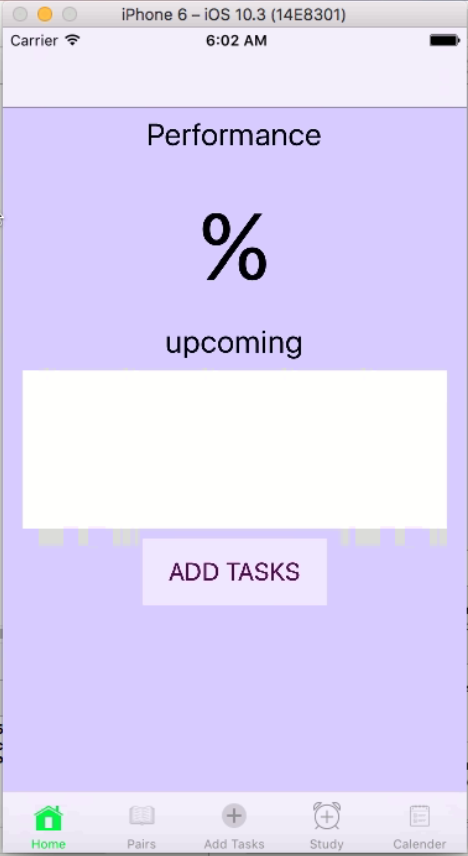 iPhone 6 – iOS 10.3 (14E8301)
Carrier 6:02 AM
Performance
%
upcoming
ADD TASKS
Home Pairs Add Tasks Study Calender